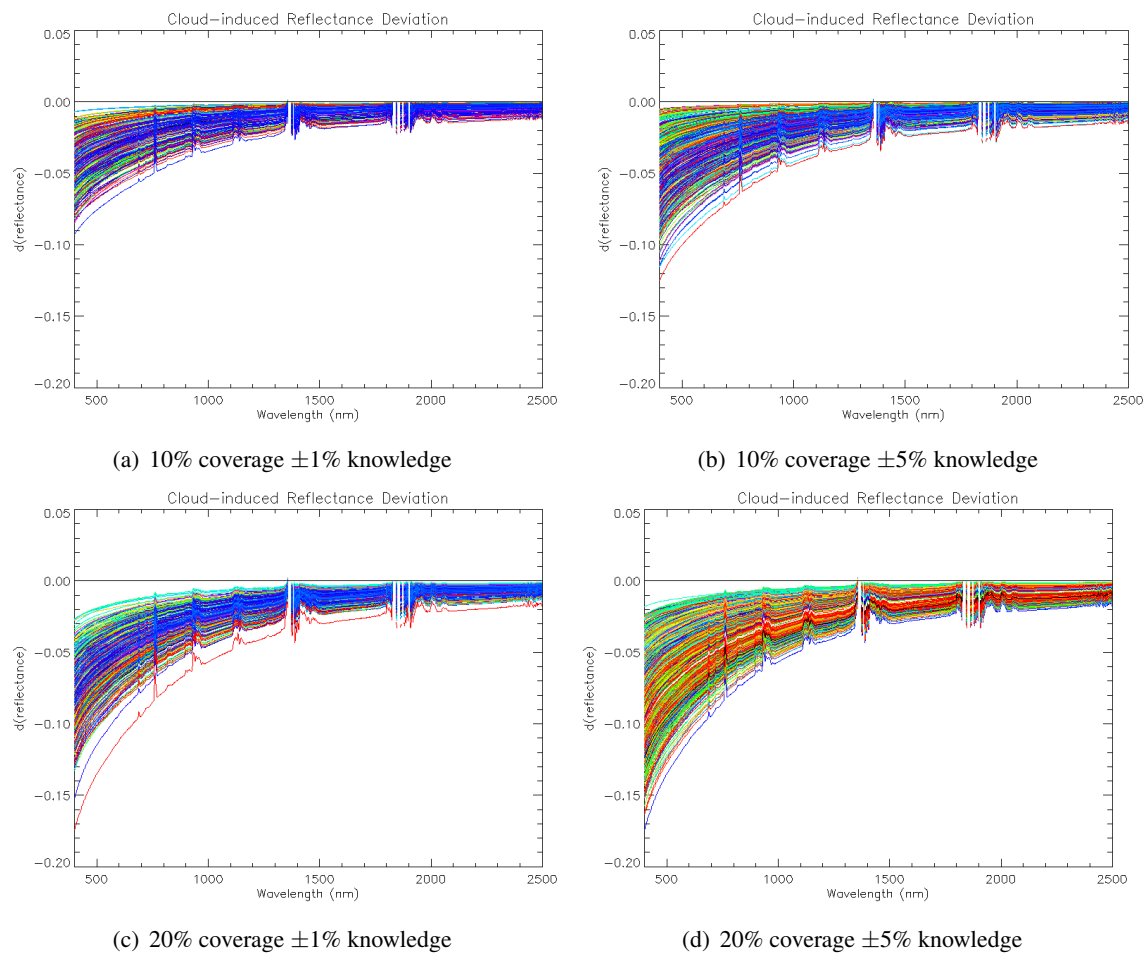 Cloud-induced Reflectance Deviation
0.05
0.00
-0.05
-0.10
-0.15
-0.20
d(reflectance)
500 1000 1500 2000 2500
Wavelength (nm)
(a) 10% coverage ±1% knowledge
Cloud-induced Reflectance Deviation
0.05
0.00
-0.05
-0.10
-0.15
-0.20
d(reflectance)
500 1000 1500 2000 2500
Wavelength (nm)
(b) 10% coverage ±5% knowledge
Cloud-induced Reflectance Deviation
0.05
0.00
-0.05
-0.10
-0.15
-0.20
d(reflectance)
500 1000 1500 2000 2500
Wavelength (nm)
(c) 20% coverage ±1% knowledge
Cloud-induced Reflectance Deviation
0.05
0.00
-0.05
-0.10
-0.15
-0.20
d(reflectance)
500 1000 1500 2000 2500
Wavelength (nm)
(d) 20% coverage ±5% knowledge